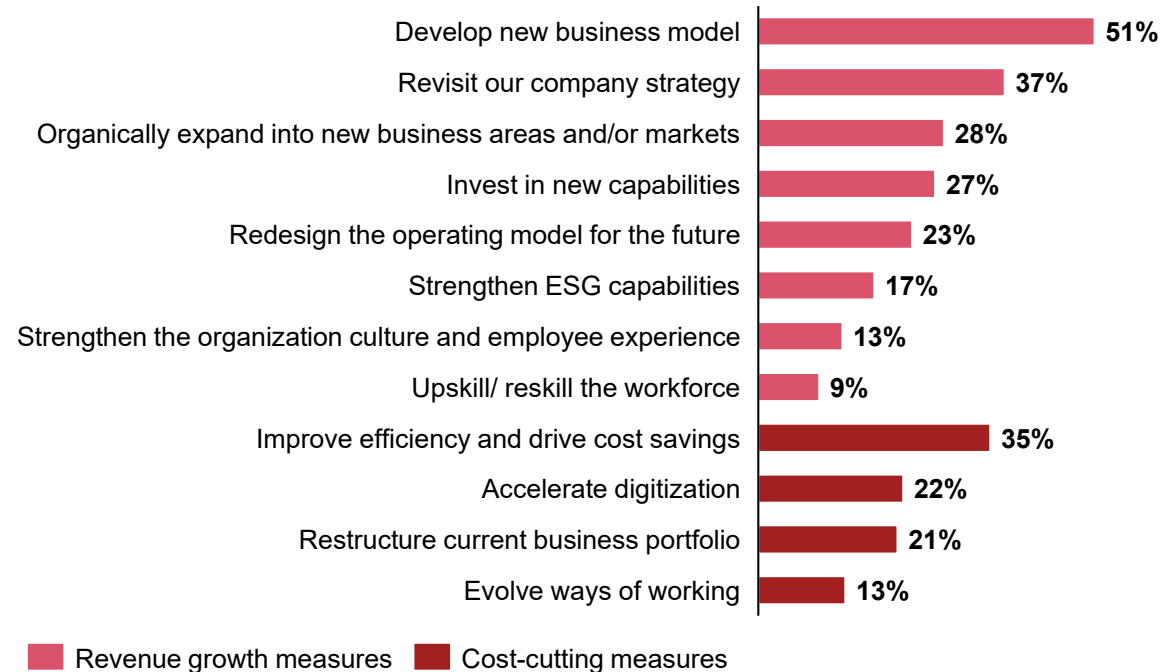 Develop new business model 51%
Revisit our company strategy 37%
Organically expand into new business areas and/or markets 28%
Invest in new capabilities 27%
Redesign the operating model for the future 23%
Strengthen ESG capabilities 17%
Strengthen the organization culture and employee experience 13%
Upskill/ reskill the workforce 9%
Improve efficiency and drive cost savings 35%
Accelerate digitization 22%
Restructure current business portfolio 21%
Evolve ways of working 13%
Revenue growth measures Cost-cutting measures